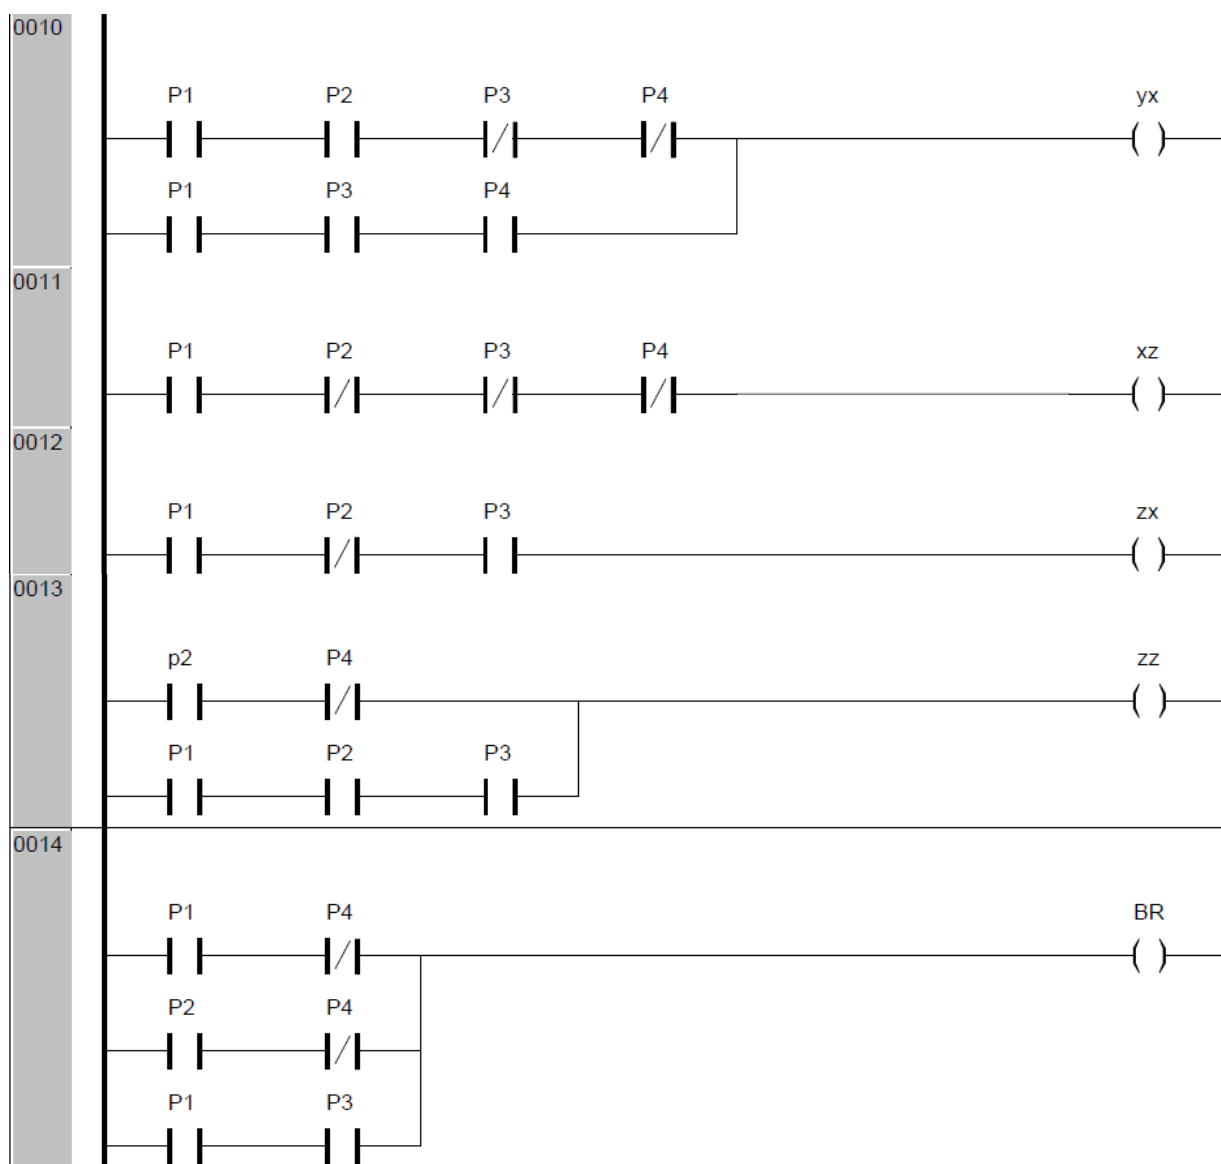 0010
P1 P2 P3 P4 yx
P1 P3 P4
0011
P1 P2 P3 P4 xz
0012
P1 P2 P3 zx
0013
p2 P4 zz
P1 P2 P3
0014
P1 P4 BR
P2 P4
P1 P3